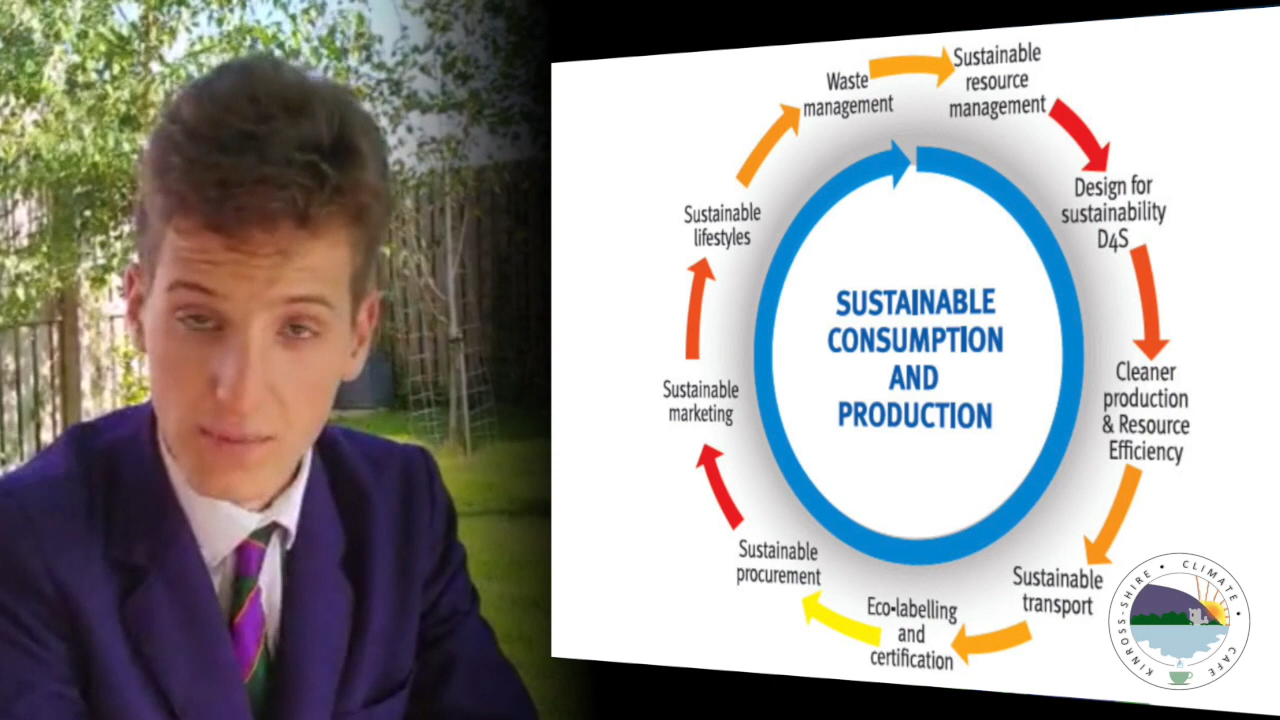 Sustainable
resource
management
Design for
sustainability
D4S
Cleaner
production
& Resource
Efficiency
Sustainable
transport
Eco-labelling
and
certification
Sustainable
procurement
Sustainable
marketing
Sustainable
lifestyles
Waste
management
SUSTAINABLE
CONSUMPTION
AND
PRODUCTION
KINROSS-SHIRE • CLIMATE • CAFE •